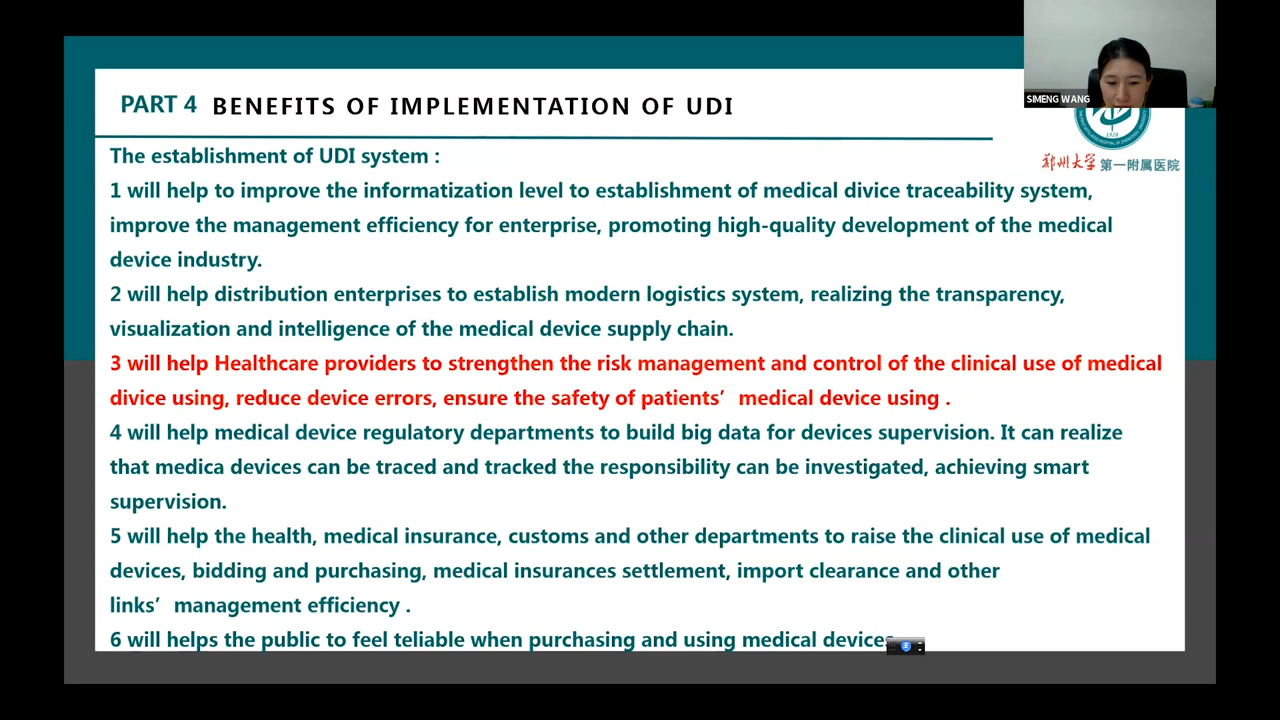 SIMENG WANG
PART 4 BENEFITS OF IMPLEMENTATION OF UDI
1928
郑州大学 第一附属医院
The establishment of UDI system :
1 will help to improve the informatization level to establishment of medical divice traceability system,
improve the management efficiency for enterprise, promoting high-quality development of the medical
device industry.
2 will help distribution enterprises to establish modern logistics system, realizing the transparency,
visualization and intelligence of the medical device supply chain.
3 will help Healthcare providers to strengthen the risk management and control of the clinical use of medical
divice using, reduce device errors, ensure the safety of patients’ medical device using .
4 will help medical device regulatory departments to build big data for devices supervision. It can realize
that medica devices can be traced and tracked the responsibility can be investigated, achieving smart
supervision.
5 will help the health, medical insurance, customs and other departments to raise the clinical use of medical
devices, bidding and purchasing, medical insurances settlement, import clearance and other
links’ management efficiency .
6 will helps the public to feel teliable when purchasing and using medical devices